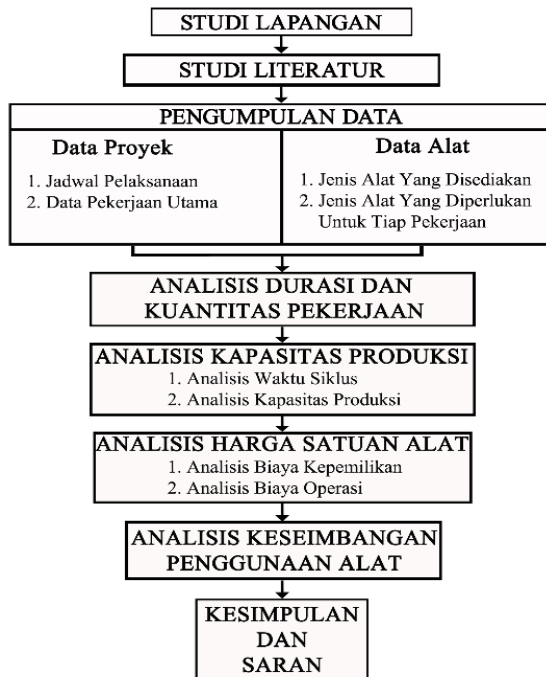 STUDI LAPANGAN
STUDI LITERATUR
PENGUMPULAN DATA
Data Proyek
1. Jadwal Pelaksanaan
2. Data Pekerjaan Utama
Data Alat
1. Jenis Alat Yang Disediakan
2. Jenis Alat Yang Diperlukan
Untuk Tiap Pekerjaan
ANALISIS DURASI DAN
KUANTITAS PEKERJAAN
ANALISIS KAPASITAS PRODUKSI
1. Analisis Waktu Siklus
2. Analisis Kapasitas Produksi
ANALISIS HARGA SATUAN ALAT
1. Analisis Biaya Kepemilikan
2. Analisis Biaya Operasi
ANALISIS KESEIMBANGAN
PENGGUNAAN ALAT
KESIMPULAN
DAN
SARAN